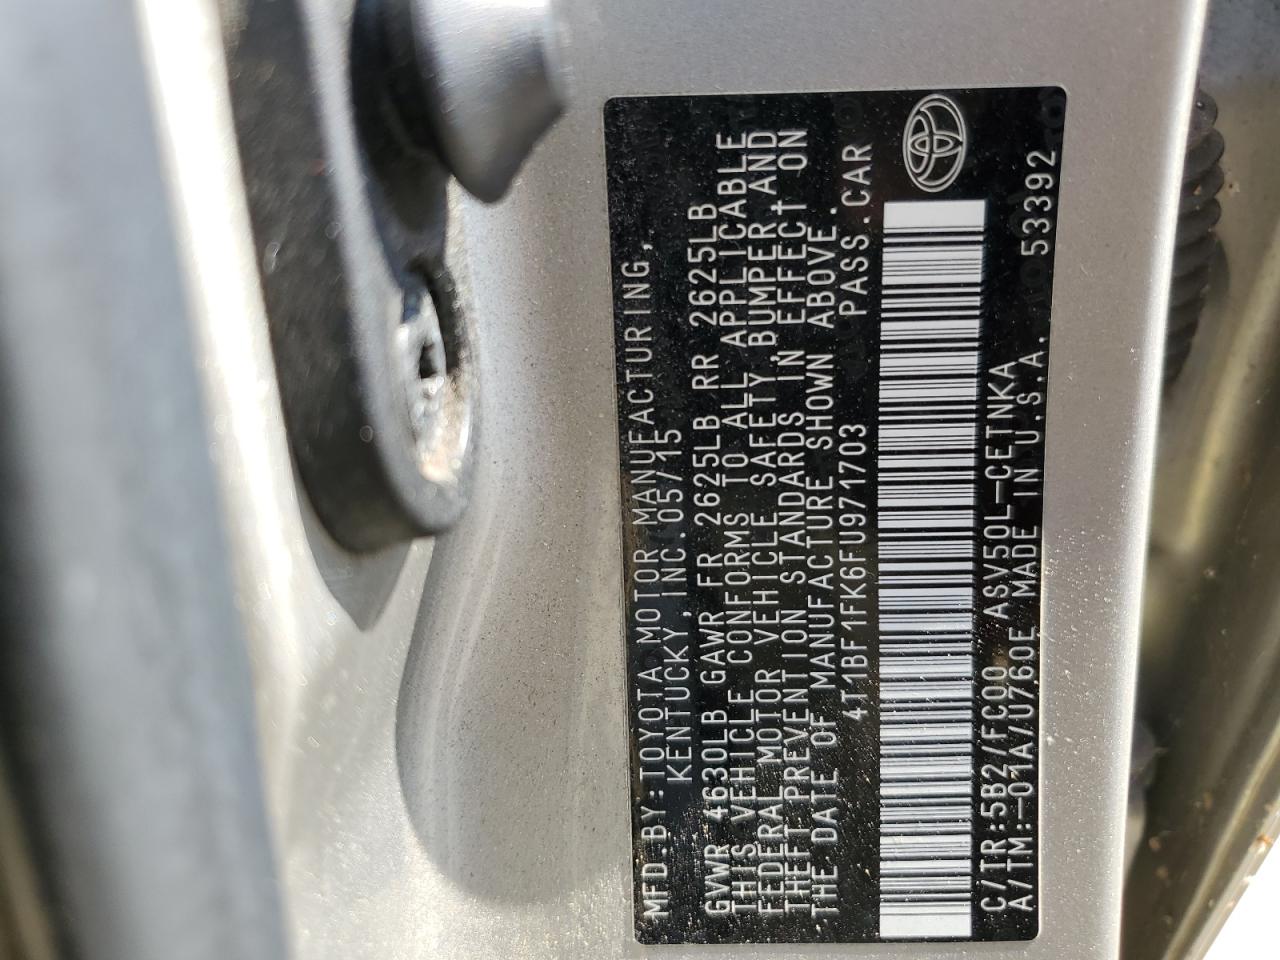 MFD.BY:TOYOTA MOTOR MANUFACTURING,
KENTUCKY, INC. 05/15
GVWR 4630LB GAWR FR 2625LB RR 2625LB
THIS VEHICLE CONFORMS TO ALL APPLICABLE
FEDERAL MOTOR VEHICLE SAFETY, BUMPER, AND
THEFT PREVENTION STANDARDS IN EFFECT ON
THE DATE OF MANUFACTURE SHOWN ABOVE.
4T1BF1FK6FU971703 PASS.CAR
C/TR:5B2/FC00 ASV50L-CETNKA
A/TM:-01A/U760E MADE IN U.S.A. 53392